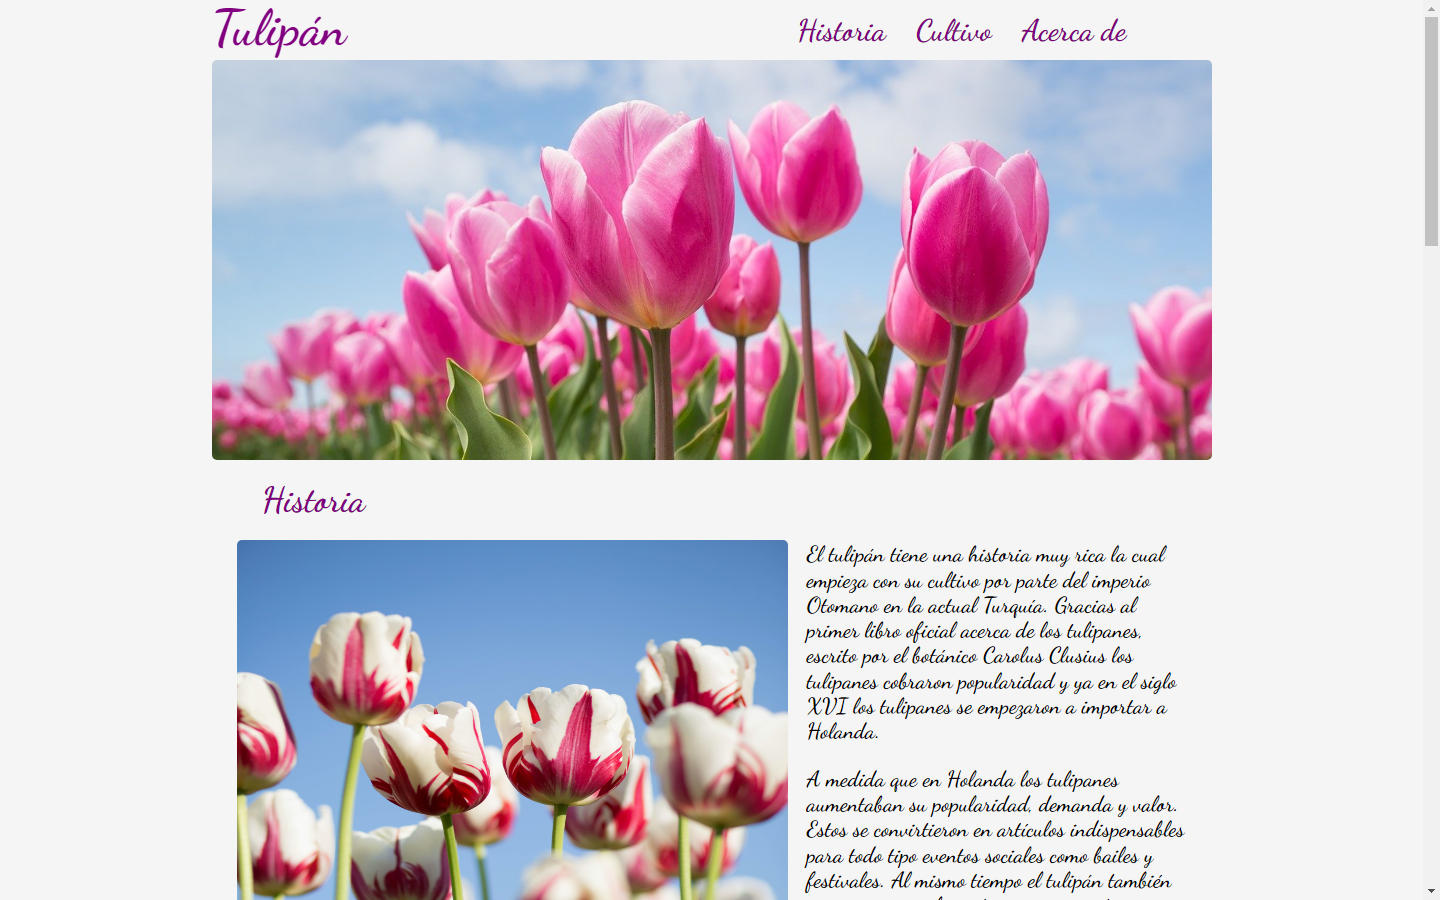 Tulipán
Historia Cultivo Acerca de
Historia
El tulipán tiene una historia muy rica la cual
empieza con su cultivo por parte del imperio
Otomano en la actual Turquía. Gracias al
primer libro oficial acerca de los tulipanes,
escrito por el botánico Carolus Clusius los
tulipanes cobraron popularidad y ya en el siglo
XVI los tulipanes se empezaron a importar a
Holanda.
A medida que en Holanda los tulipanes
aumentaban su popularidad, demanda y valor.
Estos se convirtieron en artículos indispensables
para todo tipo eventos sociales como bailes y
festivales. Al mismo tiempo el tulipán también